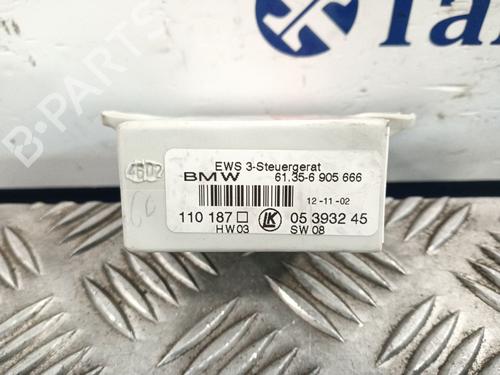 EWS 3-Steuergerat
BMW 61.35-6 905 666
12-11-02
110 187 LK 05 3932 45
HW03 SW 08
4602
B-Parts